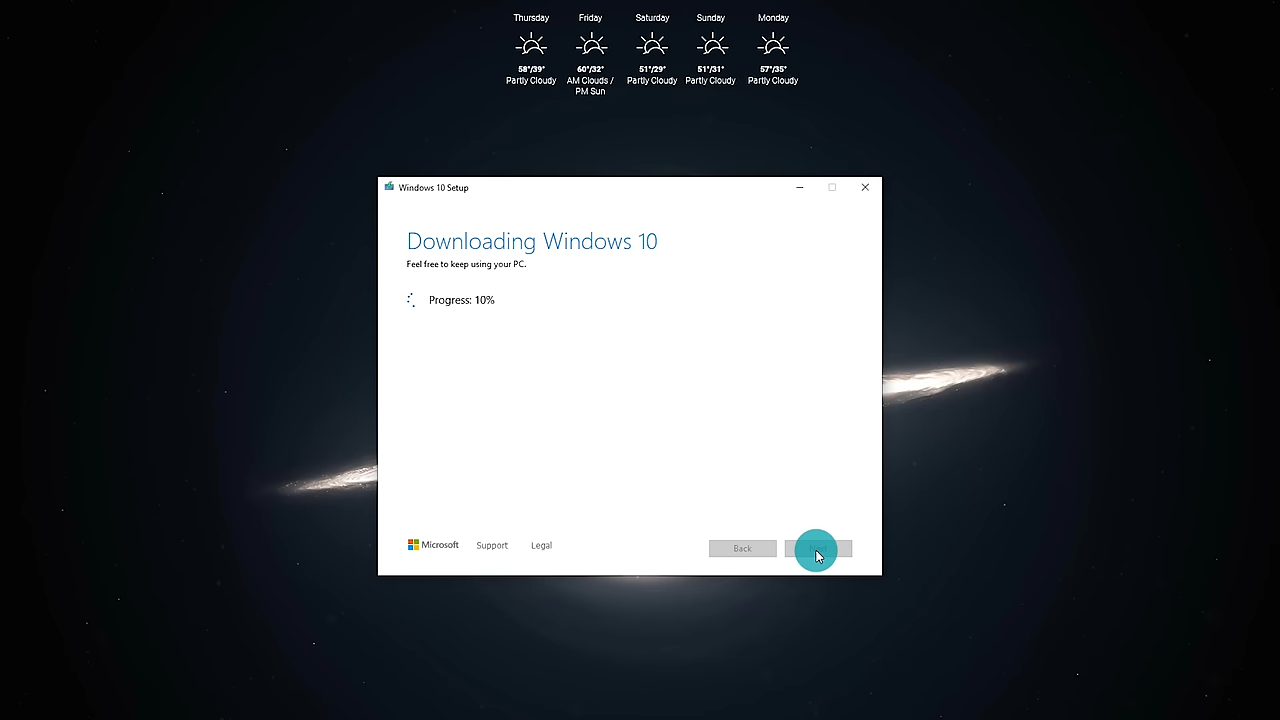 Thursday Friday Saturday Sunday Monday
58°/39° 60°/32° 51°/29° 51°/31° 57°/35°
Partly Cloudy AM Clouds / Partly Cloudy Partly Cloudy Partly Cloudy
PM Sun
Windows 10 Setup
Downloading Windows 10
Feel free to keep using your PC.
Progress: 10%
Microsoft Support Legal
Back